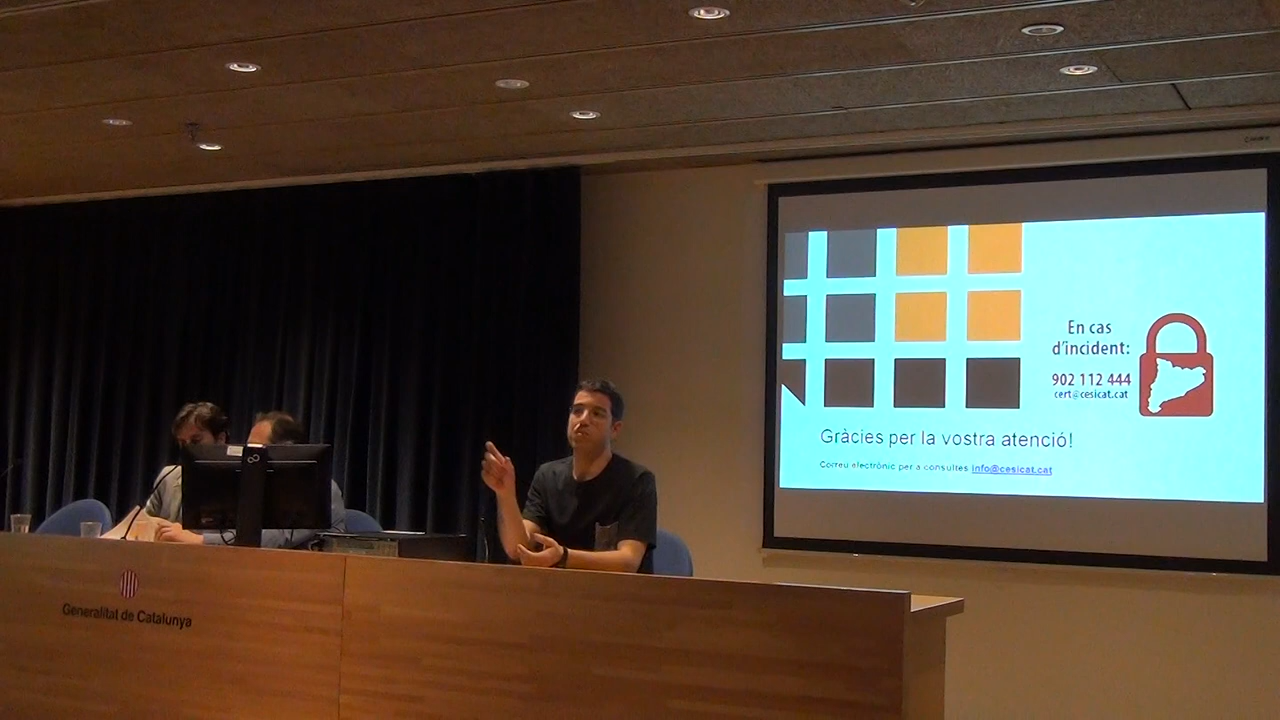 En cas
d'incident:
902 112 444
cert@cesicat.cat
Gràcies per la vostra atenció!
Correu electrònic per a consultes info@cesicat.cat
Generalitat de Catalunya